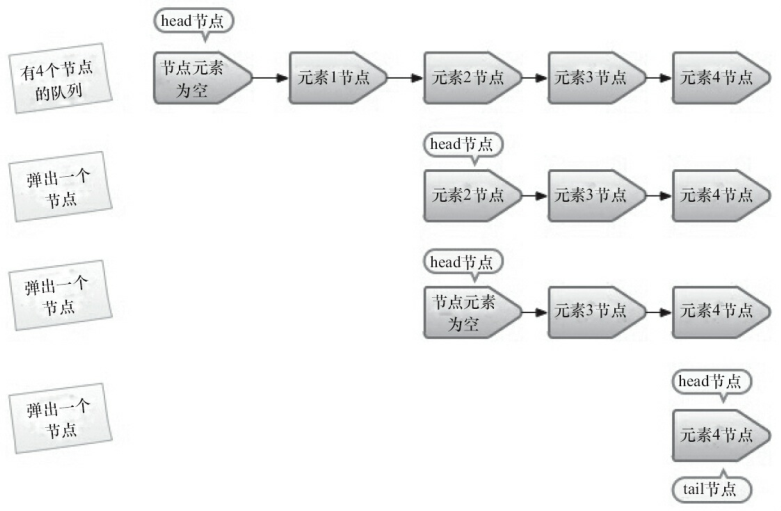 head节点
有4个节点
的队列
节点元素
为空
元素1节点
元素2节点
元素3节点
元素4节点
弹出一个
节点
head节点
元素2节点
元素3节点
元素4节点
弹出一个
节点
head节点
节点元素
为空
元素3节点
元素4节点
弹出一个
节点
head节点
元素4节点
tail节点